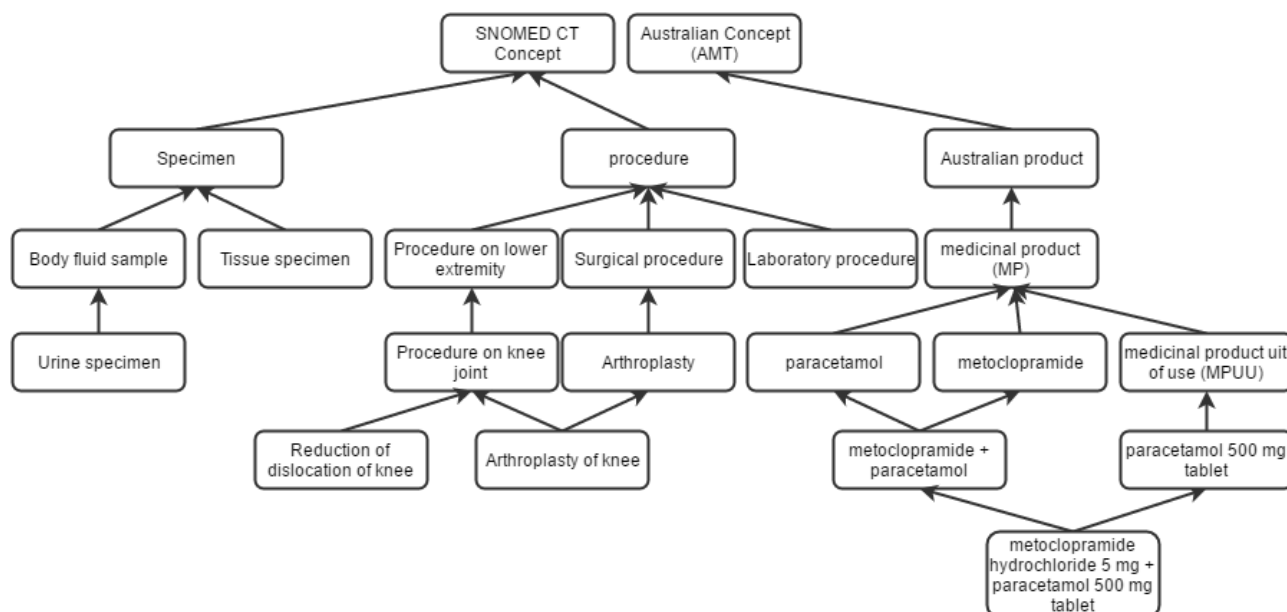 SNOMED CT
Concept
Australian Concept
(AMT)
Specimen
procedure
Australian product
Body fluid sample
Tissue specimen
Procedure on lower
extremity
Surgical procedure
Laboratory procedure
medicinal product
(MP)
Urine specimen
Procedure on knee
joint
Arthroplasty
paracetamol
metoclopramide
medicinal product uit
of use (MPUU)
Reduction of
dislocation of knee
Arthroplasty of knee
metoclopramide +
paracetamol
paracetamol 500 mg
tablet
metoclopramide
hydrochloride 5 mg +
paracetamol 500 mg
tablet